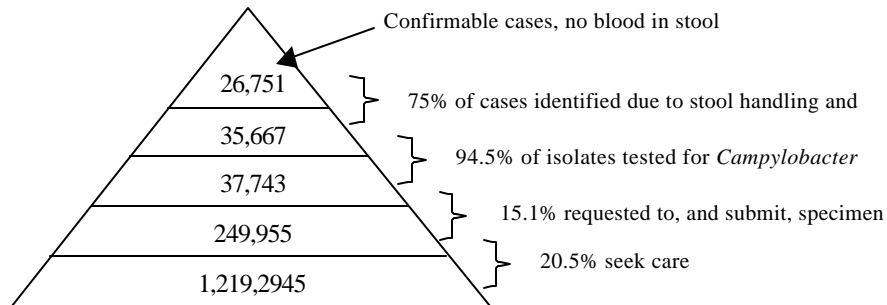 Confirmable cases, no blood in stool
26,751
75% of cases identified due to stool handling and
35,667
94.5% of isolates tested for Campylobacter
37,743
15.1% requested to, and submit, specimen
249,955
20.5% seek care
1,219,2945